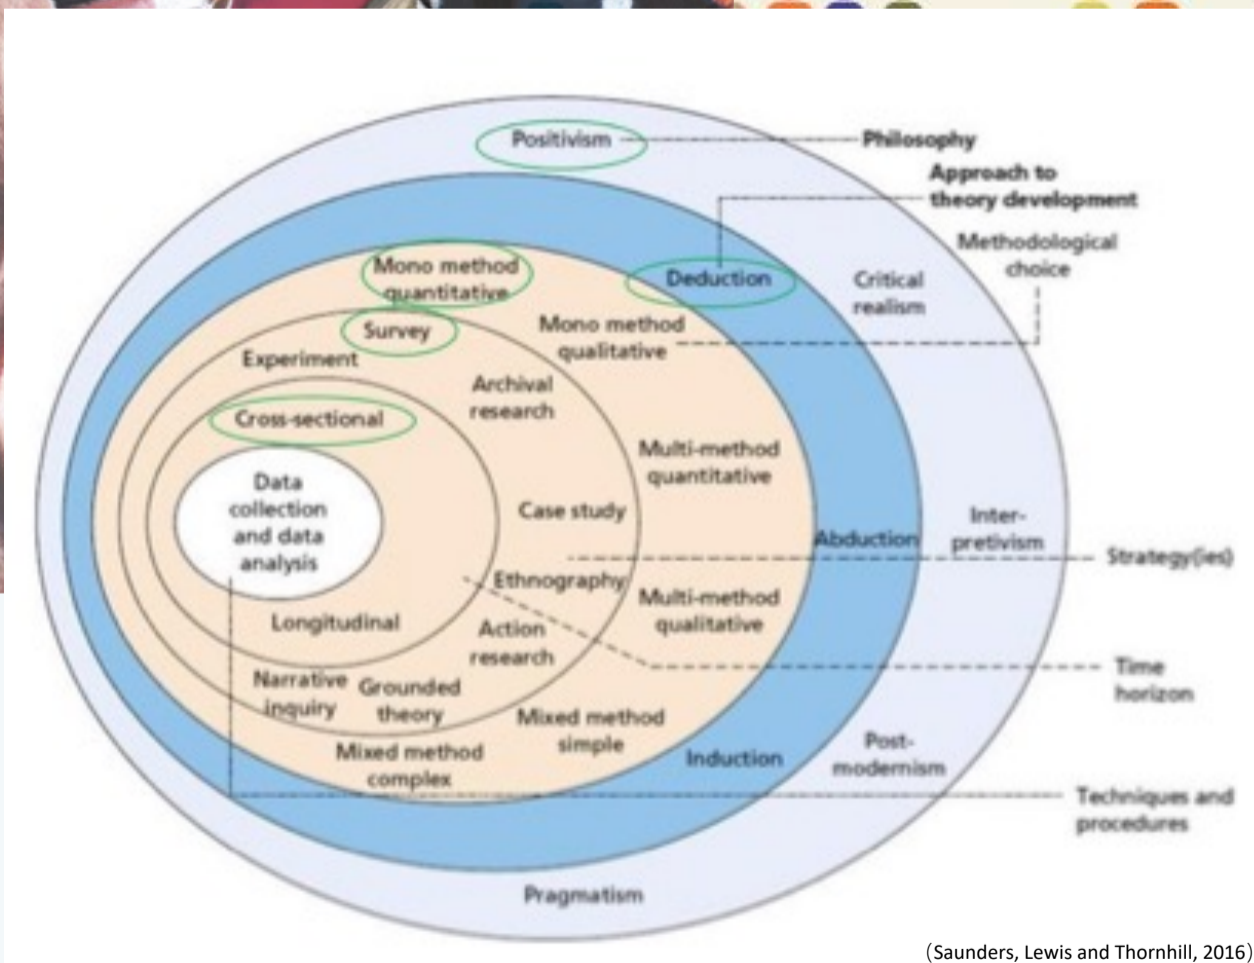 Positivism
Philosophy
Approach to
theory development
Methodological
choice
Mono method
quantitative
Deduction
Critical
realism
Survey
Mono method
qualitative
Experiment
Archival
research
Cross-sectional
Multi-method
quantitative
Data
collection
and data
analysis
Case study
Abduction
Inter-
pretivism
Strategy(ies)
Ethnography
Multi-method
qualitative
Longitudinal
Action
research
Time
horizon
Narrative
inquiry
Grounded
theory
Mixed method
simple
Mixed method
complex
Induction
Post-
modernism
Techniques and
procedures
Pragmatism
(Saunders, Lewis and Thornhill, 2016)